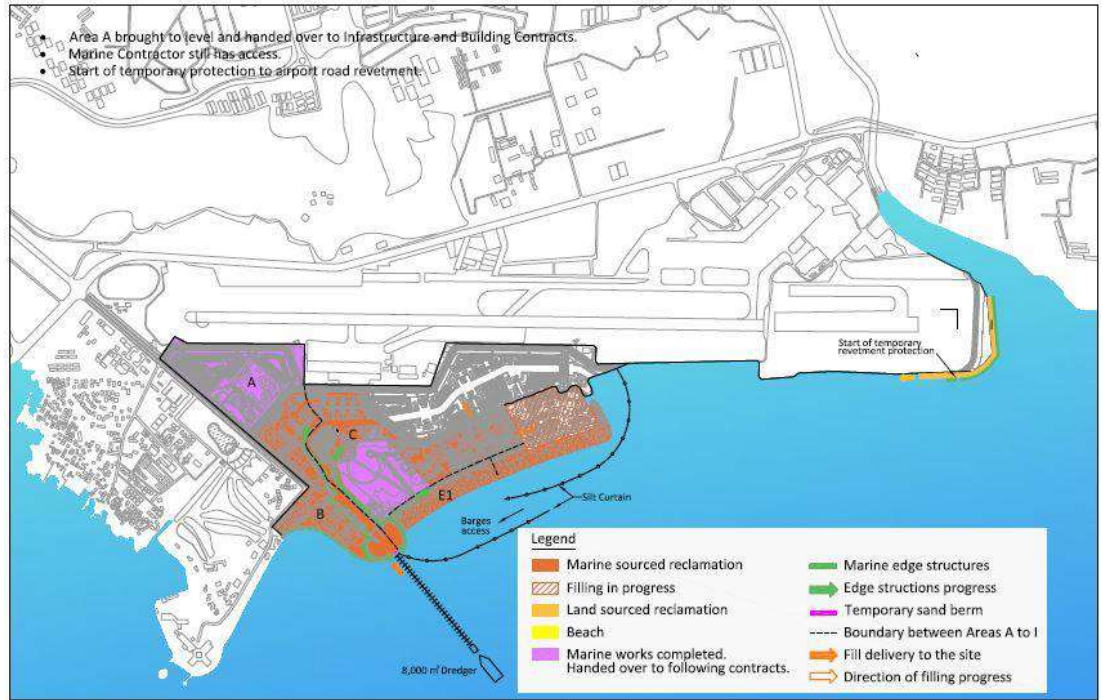 Area A brought to level and handed over to Infrastructure and Building Contracts.
Marine Contractor still has access.
Start of temporary protection to airport road revetment.
Start of temporary
revetment protection
A
C
B
E1
Silt Curtain
Barges
access
8,000 m³ Dredger
Legend
Marine sourced reclamation
Filling in progress
Land sourced reclamation
Beach
Marine works completed.
Handed over to following contracts.
Marine edge structures
Edge structions progress
Temporary sand berm
Boundary between Areas A to I
Fill delivery to the site
Direction of filling progress